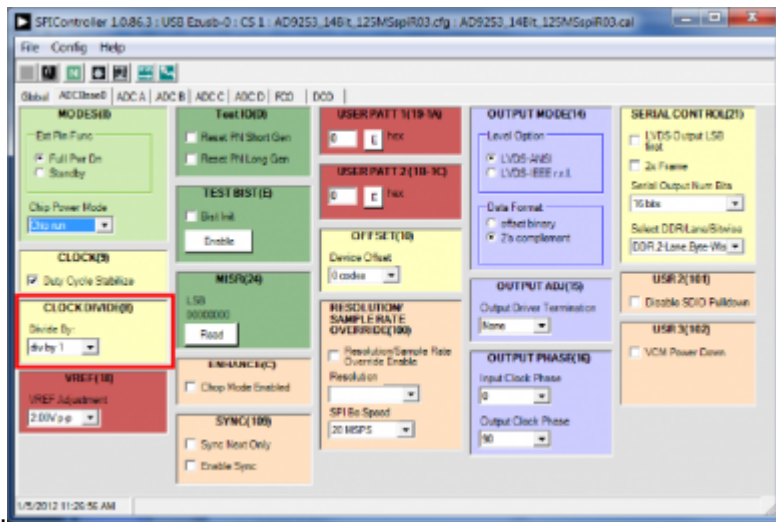 SPIController 1.0.86.3 : USB Ezusb-0 : CS 1 : AD9253_14Bit_125MSspiR03.cfg : AD9253_14Bit_125MSspiR03.cal
File Config Help
Global ADCBase0 ADC A ADC B ADC C ADC D FCO DCO
MODES(8)
Ext Pin Func
Full Pwr Dn
Standby
Chip Power Mode
Chip run
CLOCK(9)
Duty Cycle Stabilize
CLOCK DIVIDE(B)
Divide By:
div by 1
VREF(18)
VREF Adjustment
2.00V p-p
Test IO(D)
Reset PN Short Gen
Reset PN Long Gen
TEST BIST(E)
Bist Init
Enable
MISR(24)
LSB
00000000
Read
ENHANCE(C)
Chop Mode Enabled
SYNC(109)
Sync Next Only
Enable Sync
USER PATT 1(19-1A)
0 E hex
USER PATT 2(1B-1C)
0 E hex
OFFSET(10)
Device Offset
0 codes
RESOLUTION/
SAMPLE RATE
OVERRIDE(100)
Resolution/Sample Rate
Override Enable
Resolution
SPI Bo Speed
20 MSPS
OUTPUT MODE(14)
Level Option
LVDS-ANSI
LVDS-IEEE r.r.l.
Data Format
offset binary
2's complement
OUTPUT ADJ(15)
Output Driver Termination
None
OUTPUT PHASE(16)
Input Clock Phase
0
Output Clock Phase
90
SERIAL CONTROL(21)
LVDS Output LSB
first
2x Frame
Serial Output Num Bits
16 bits
Select DDR/Lane/Bitwise
DDR 2-Lane Byte-Wis
USR 2(101)
Disable SDIO Pulldown
USR 3(102)
VCM Power Down
1/5/2012 11:26:56 AM